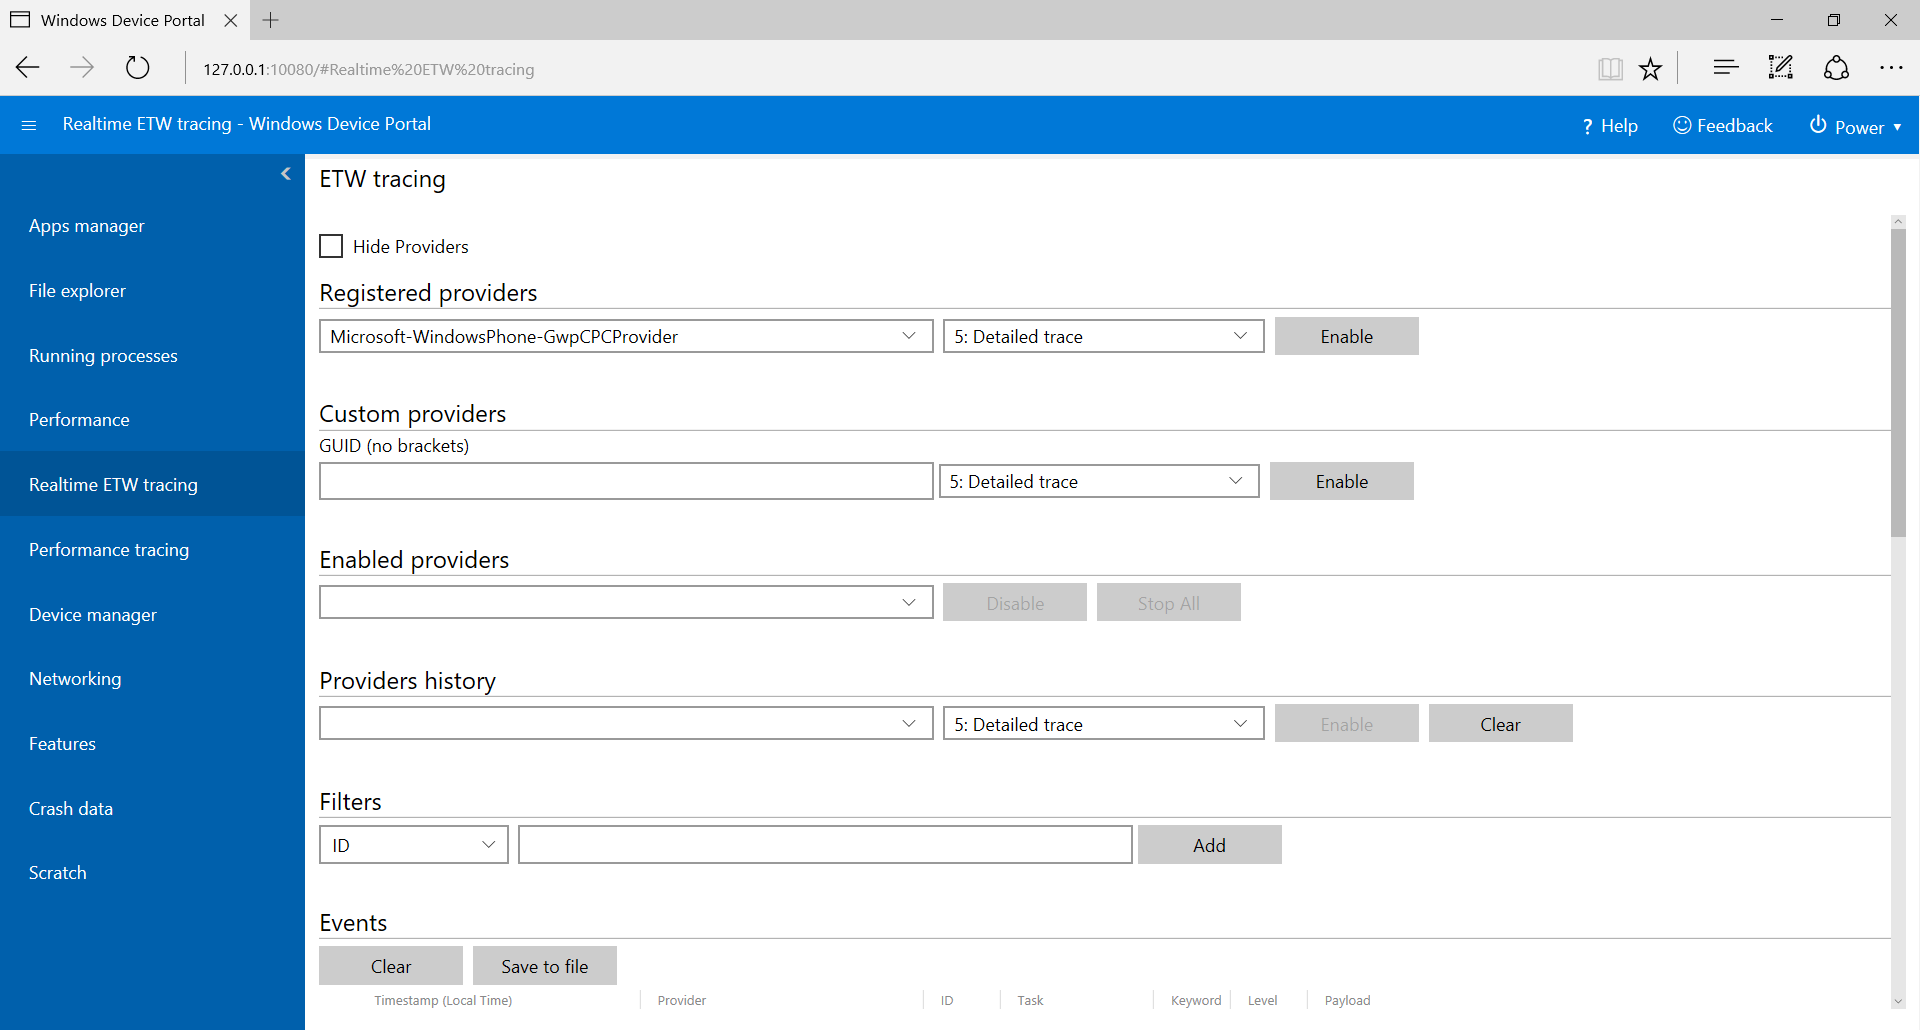 Windows Device Portal
127.0.0.1:10080/#Realtime%20ETW%20tracing
Realtime ETW tracing - Windows Device Portal
? Help
Feedback
Power
Apps manager
File explorer
Running processes
Performance
Realtime ETW tracing
Performance tracing
Device manager
Networking
Features
Crash data
Scratch
ETW tracing
Hide Providers
Registered providers
Microsoft-WindowsPhone-GwpCPCProvider 5: Detailed trace Enable
Custom providers
GUID (no brackets)
5: Detailed trace Enable
Enabled providers
Disable Stop All
Providers history
5: Detailed trace Enable Clear
Filters
ID Add
Events
Clear Save to file
Timestamp (Local Time) Provider ID Task Keyword Level Payload